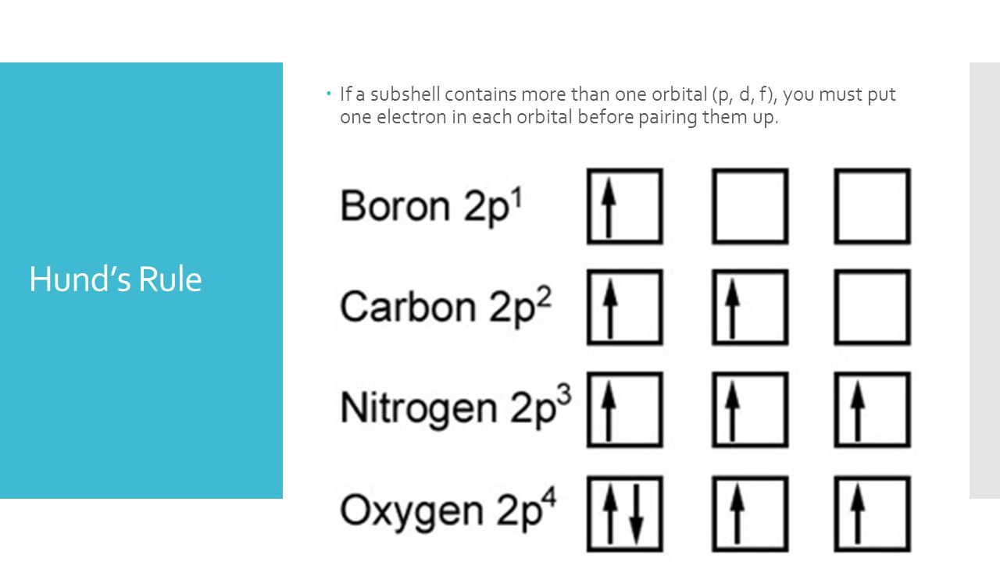 Hund’s Rule
If a subshell contains more than one orbital (p, d, f), you must put
one electron in each orbital before pairing them up.
Boron 2p¹
Carbon 2p²
Nitrogen 2p³
Oxygen 2p⁴